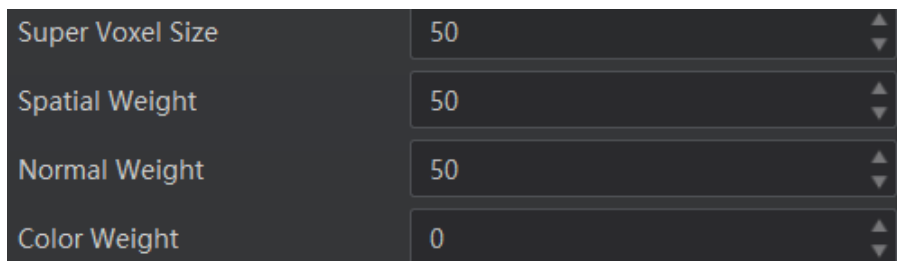 Super Voxel Size 50
Spatial Weight 50
Normal Weight 50
Color Weight 0